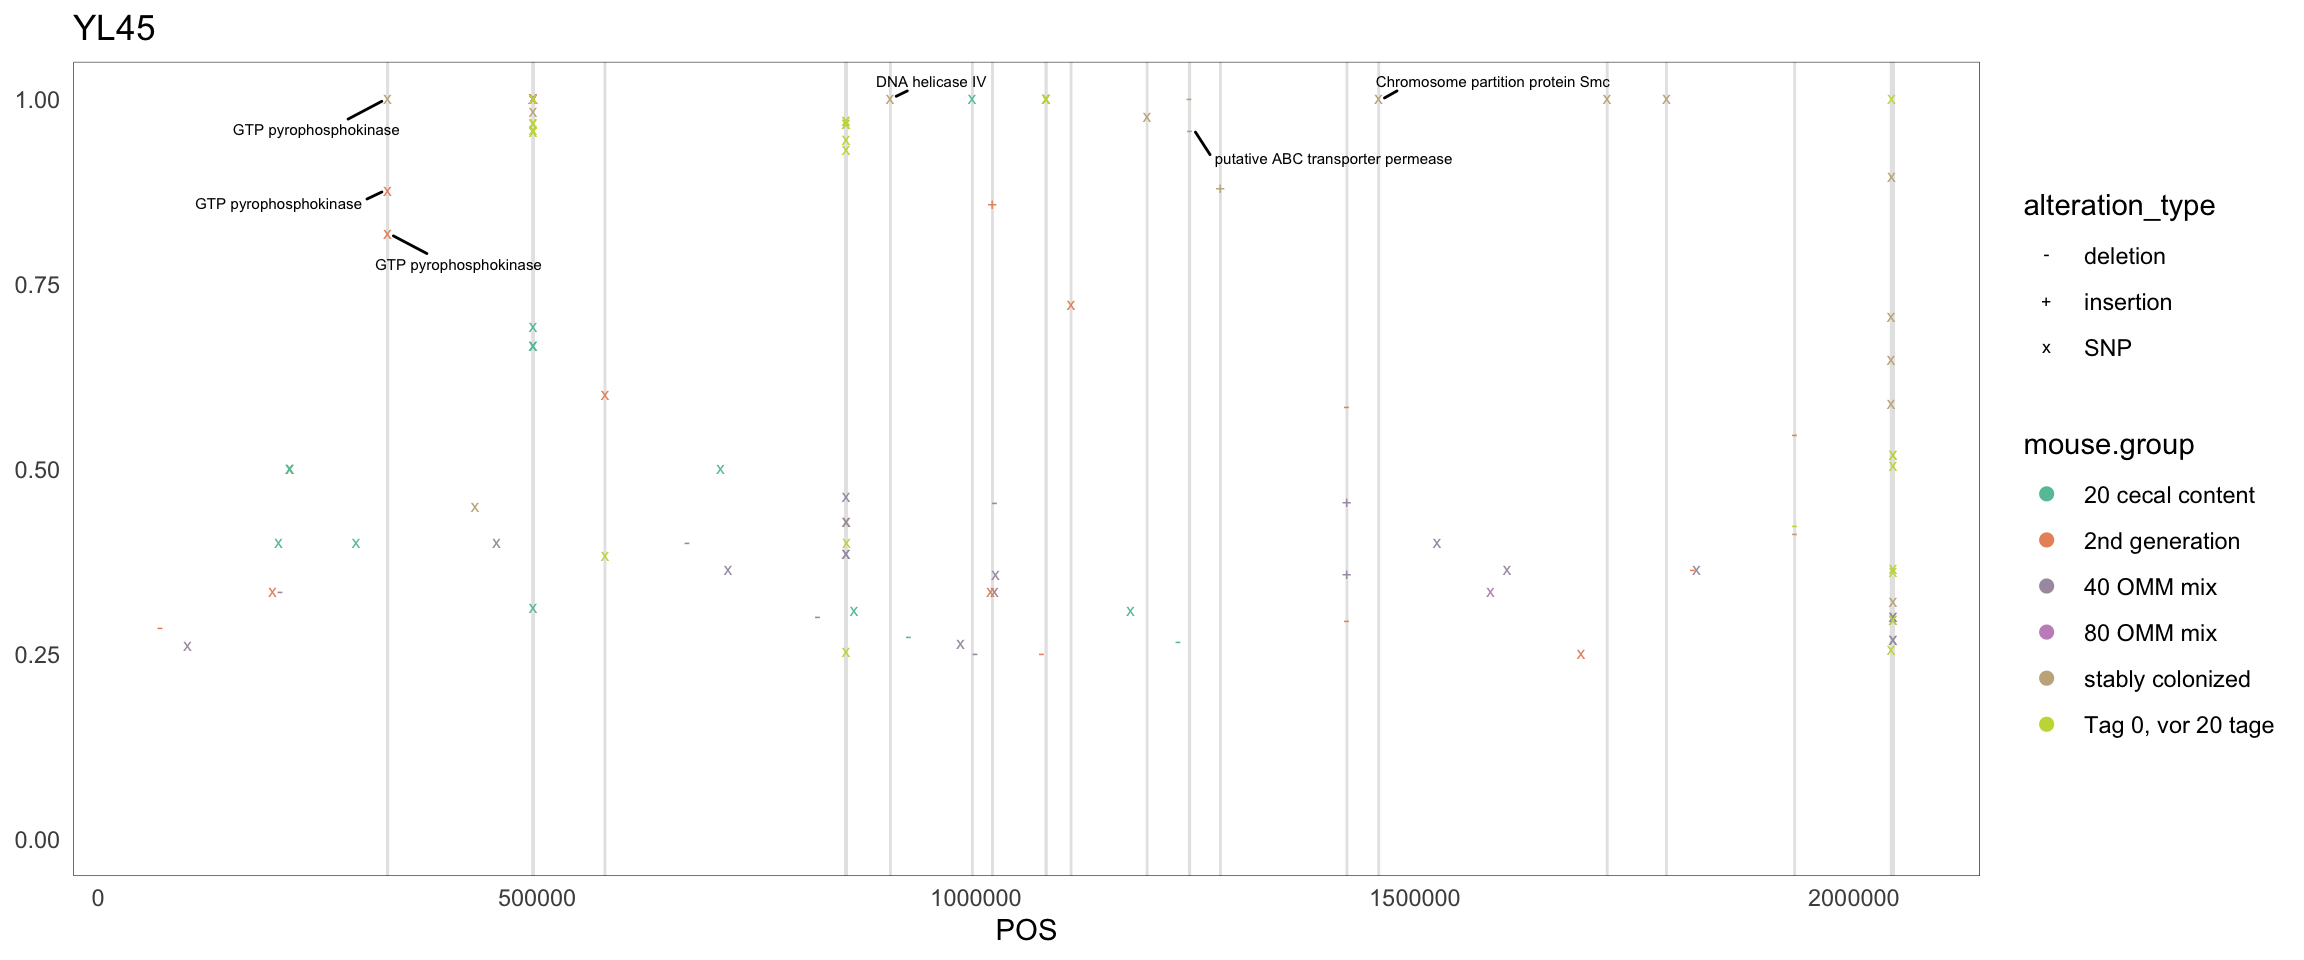 YL45
DNA helicase IV
Chromosome partition protein Smc
1.00
GTP pyrophosphokinase
putative ABC transporter permease
GTP pyrophosphokinase
GTP pyrophosphokinase
0.75
0.50
0.25
0.00
0
500000
1000000
1500000
2000000
POS
alteration_type
- deletion
+ insertion
x SNP
mouse.group
20 cecal content
2nd generation
40 OMM mix
80 OMM mix
stably colonized
Tag 0, vor 20 tage